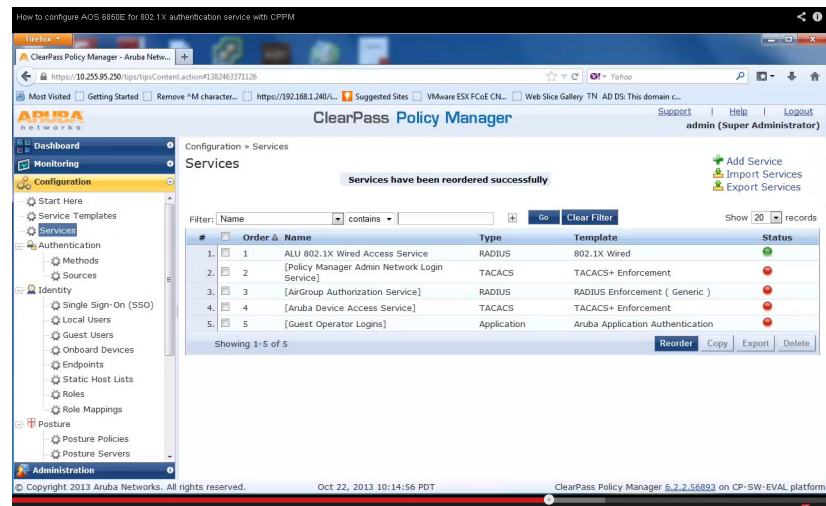 How to configure AOS 6850E for 802.1X authentication service with CPPM
Firefox
ClearPass Policy Manager - Aruba Netw...
https://10.255.95.250/tips/tipsContent.action#1382463371126
Yahoo
Most Visited Getting Started Remove ^M character... https://192.168.1.240/i... Suggested Sites VMware ESX FCoE CN... Web Slice Gallery TN AD DS: This domain c...
ARUBA
networks
ClearPass Policy Manager
Support | Help | Logout
admin (Super Administrator)
Dashboard
Monitoring
Configuration
Start Here
Service Templates
Services
Authentication
Methods
Sources
Identity
Single Sign-On (SSO)
Local Users
Guest Users
Onboard Devices
Endpoints
Static Host Lists
Roles
Role Mappings
Posture
Posture Policies
Posture Servers
Administration
Configuration » Services
Services
Services have been reordered successfully
Add Service
Import Services
Export Services
Filter: Name contains + Go Clear Filter Show 20 records
# Order Name Type Template Status
1. 1 ALU 802.1X Wired Access Service RADIUS 802.1X Wired
2. 2 [Policy Manager Admin Network Login Service] TACACS TACACS+ Enforcement
3. 3 [AirGroup Authorization Service] RADIUS RADIUS Enforcement ( Generic )
4. 4 [Aruba Device Access Service] TACACS TACACS+ Enforcement
5. 5 [Guest Operator Logins] Application Aruba Application Authentication
Showing 1-5 of 5 Reorder Copy Export Delete
© Copyright 2013 Aruba Networks. All rights reserved. Oct 22, 2013 10:14:56 PDT ClearPass Policy Manager 6.2.2.56893 on CP-SW-EVAL platform